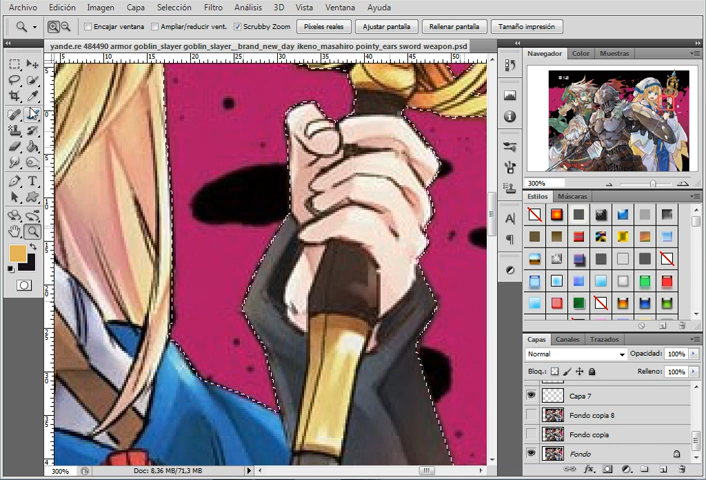 Archivo Edición Imagen Capa Selección Filtro Análisis 3D Vista Ventana Ayuda
Encajar ventana Ampliar/reducir vent. Scrubby Zoom Píxeles reales Ajustar pantalla Rellenar pantalla Tamaño impresión
yande.re 484490 armor goblin_slayer goblin_slayer__brand_new_day ikeno_masahiro pointy_ears sword weapon.psd
Navegador Color Muestras
300%
Estilos Máscaras
Capas Canales Trazados
Normal Opacidad: 100%
Bloq.: Relleno: 100%
Capa 7
Fondo copia 8
Fondo copia
Fondo
300% Doc: 8,36 MB/71,3 MB